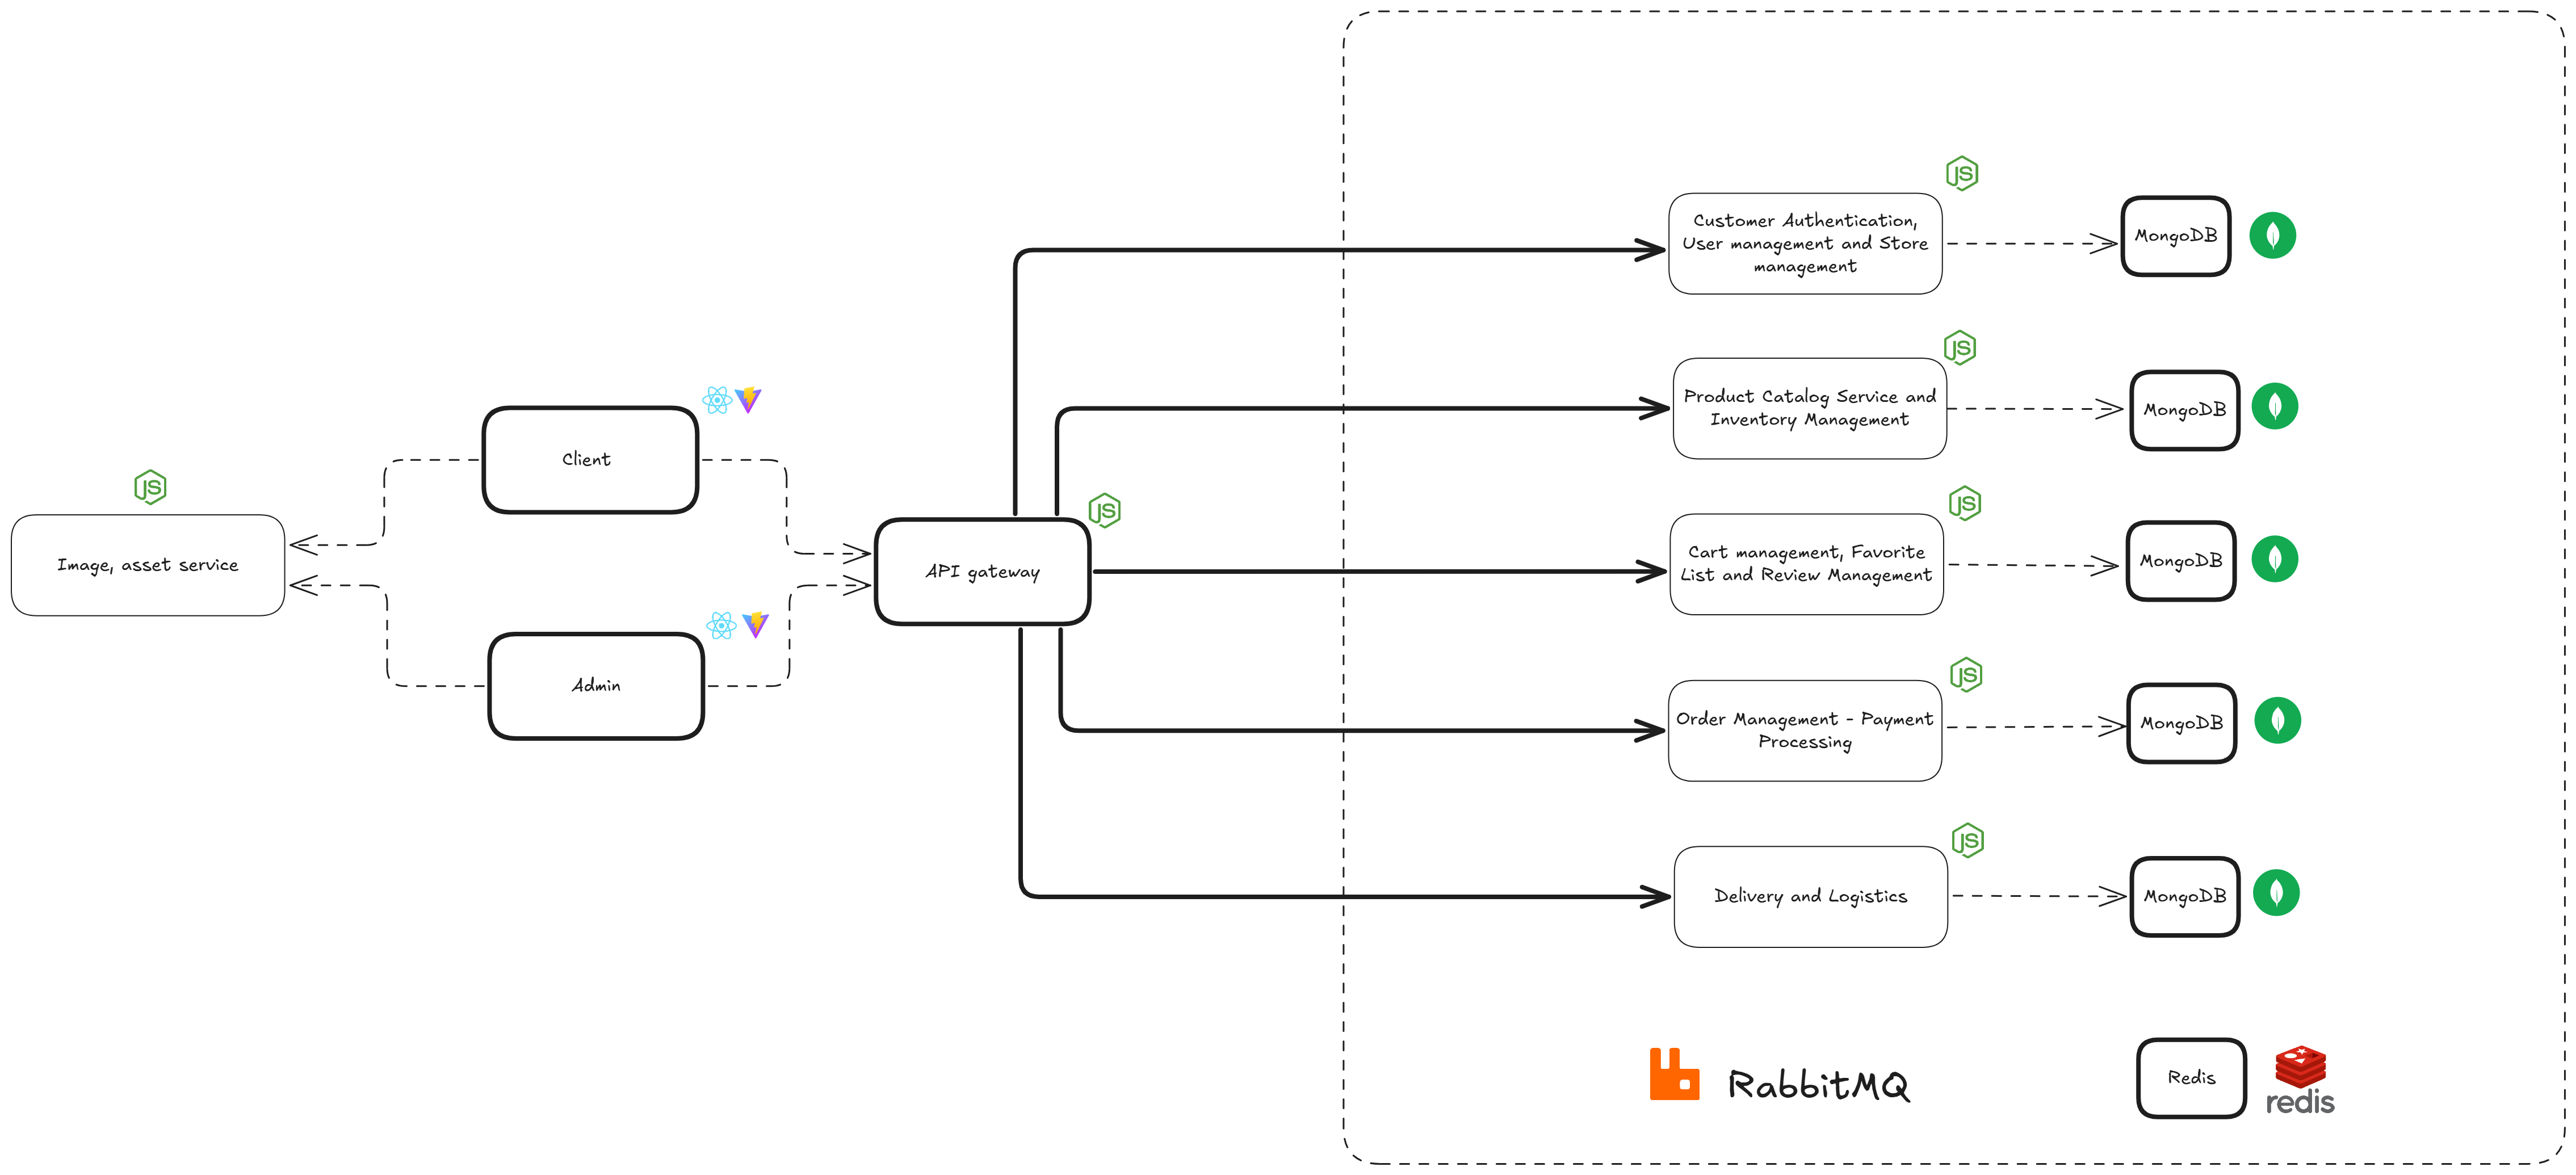 Customer Authentication,
User management and Store
management
MongoDB
Product Catalog Service and
Inventory Management
MongoDB
Client
JS
Image, asset service
JS
API gateway
JS
JS
JS
Cart management, Favorite
List and Review Management
MongoDB
Admin
JS
Order Management - Payment
Processing
MongoDB
JS
Delivery and Logistics
MongoDB
RabbitMQ
Redis
redis